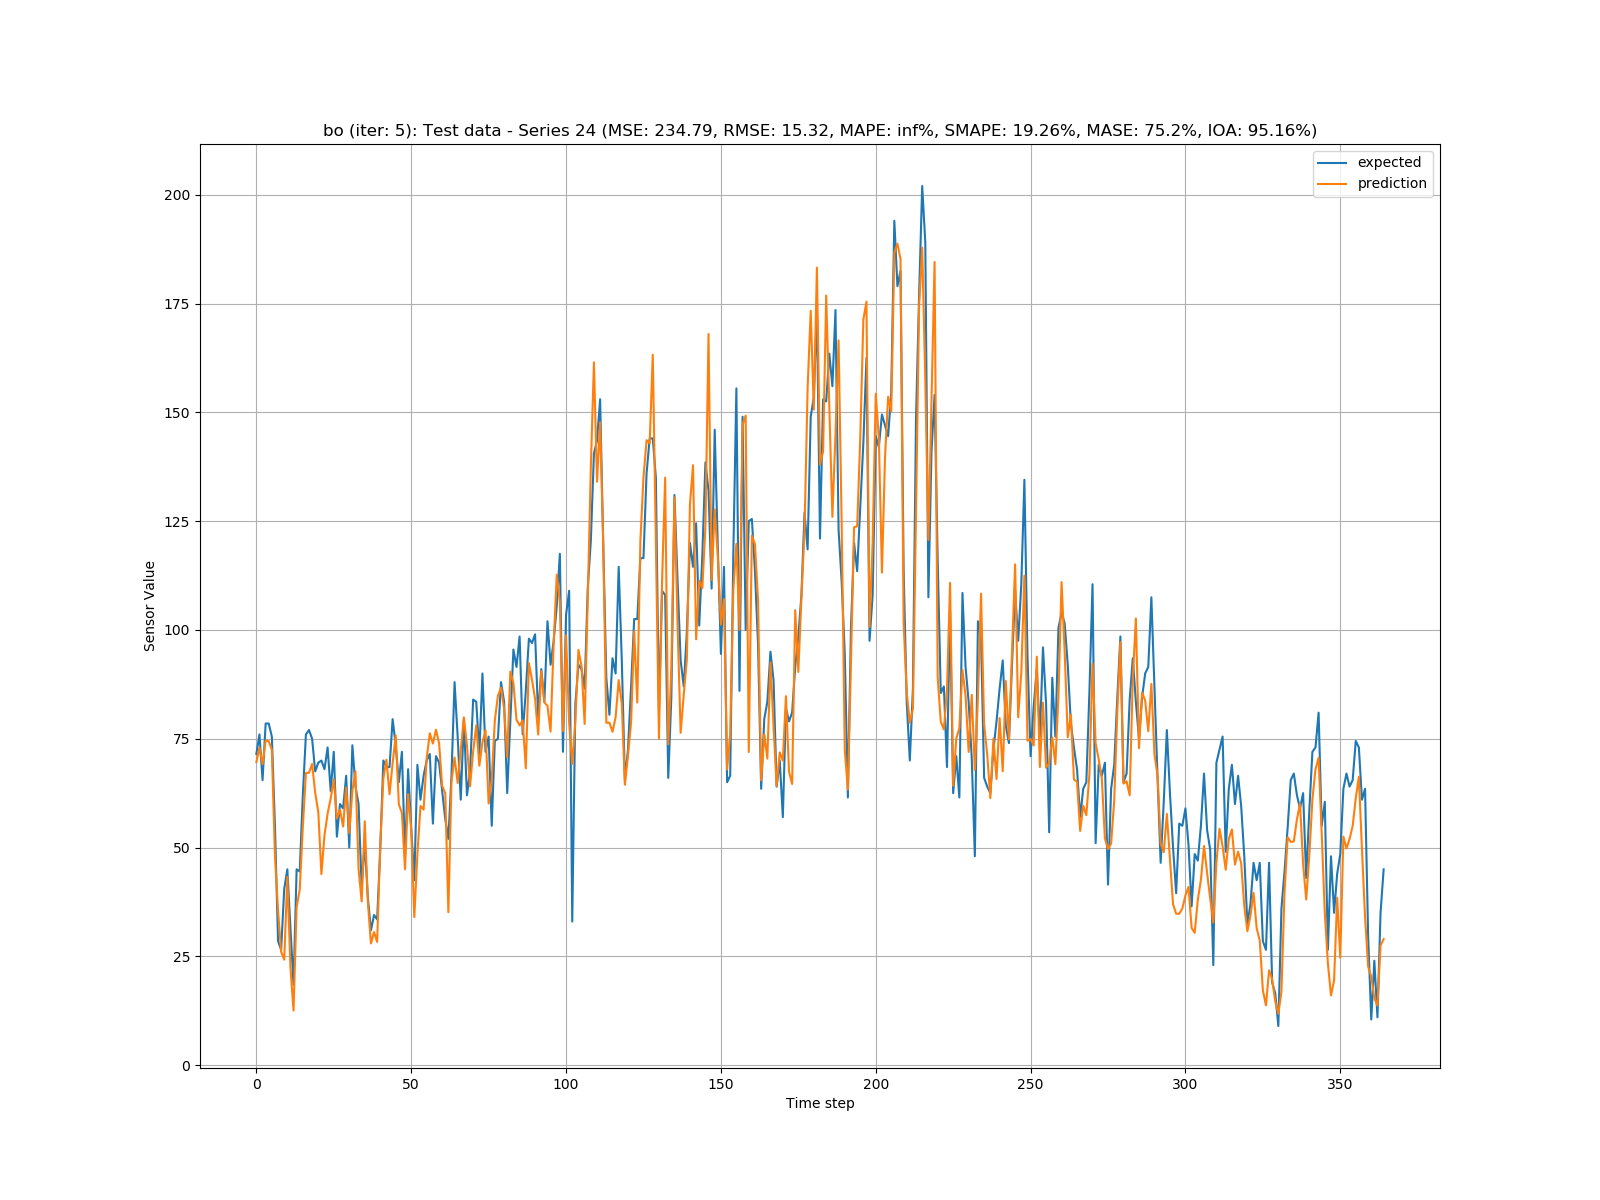 bo (iter: 5): Test data - Series 24 (MSE: 234.79, RMSE: 15.32, MAPE: inf%, SMAPE: 19.26%, MASE: 75.2%, IOA: 95.16%)
expected
prediction
200
175
150
125
100
75
50
25
0
Sensor Value
0 50 100 150 200 250 300 350
Time step